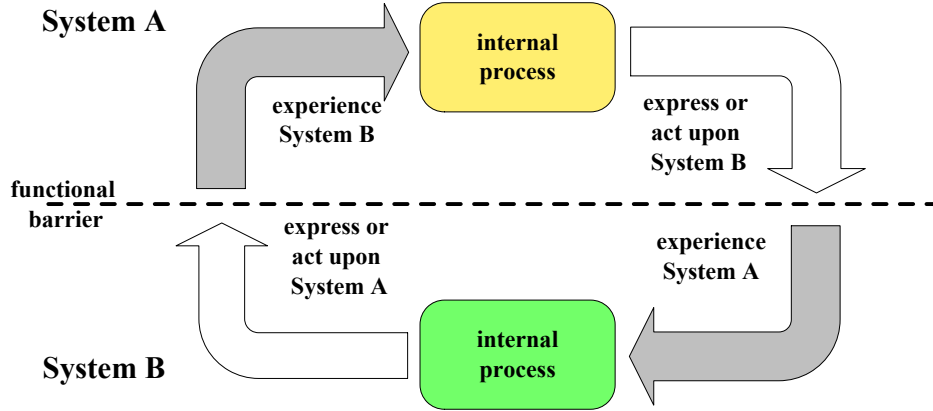 System A
internal
process
experience
System B
express or
act upon
System B
functional
barrier
express or
act upon
System A
experience
System A
internal
process
System B